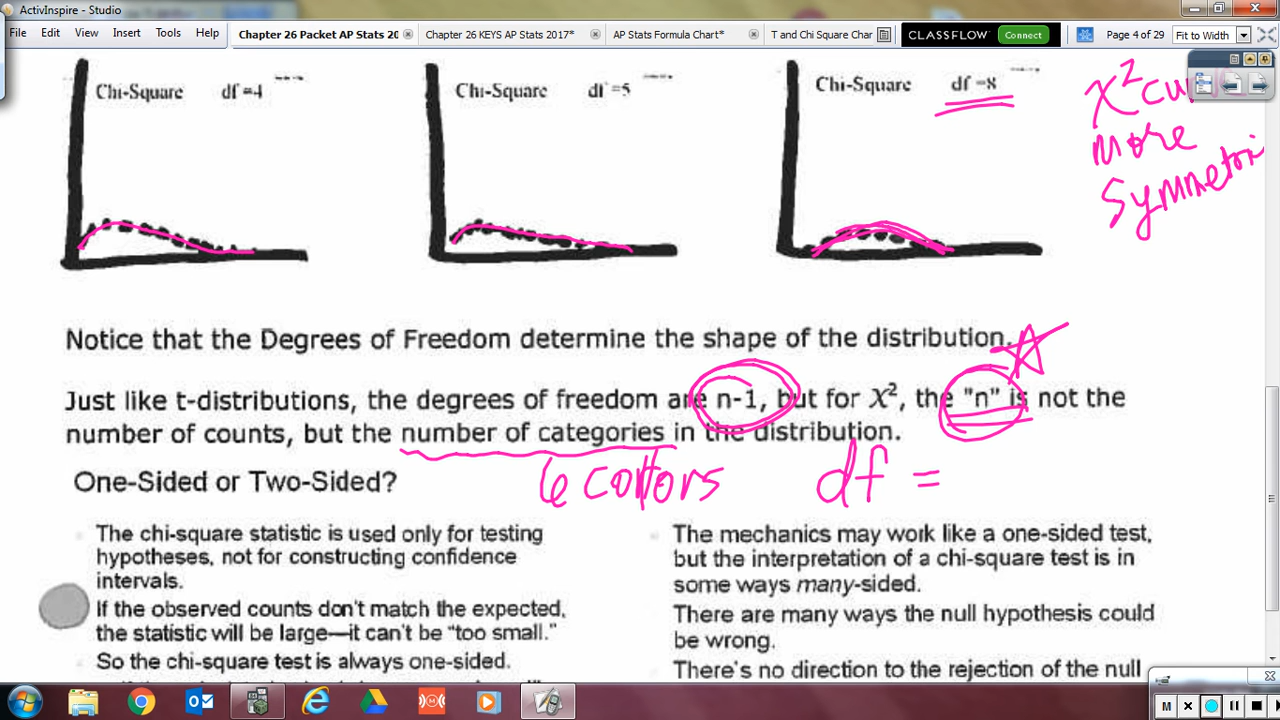 ActivInspire - Studio
File Edit View Insert Tools Help Chapter 26 Packet AP Stats 20 Chapter 26 KEYS AP Stats 2017* AP Stats Formula Chart* T and Chi Square Char CLASSFLOW Connect Page 4 of 29 Fit to Width
Chi-Square df =4 Chi-Square df =5 Chi-Square df =8
X² cu
More
Symmetri
Notice that the Degrees of Freedom determine the shape of the distribution.
Just like t-distributions, the degrees of freedom are n-1, but for X², the "n" is not the
number of counts, but the number of categories in the distribution.
6 colors df =
One-Sided or Two-Sided?
The chi-square statistic is used only for testing
hypotheses, not for constructing confidence
intervals.
If the observed counts don't match the expected,
the statistic will be large—it can't be "too small."
So the chi-square test is always one-sided.
The mechanics may work like a one-sided test,
but the interpretation of a chi-square test is in
some ways many-sided.
There are many ways the null hypothesis could
be wrong.
There's no direction to the rejection of the null
M